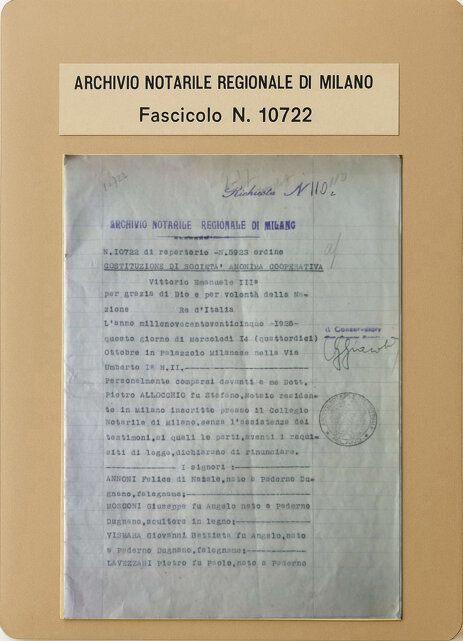 ARCHIVIO NOTARILE REGIONALE DI MILANO
Fascicolo N. 10722
Richiesta N 110
ARCHIVIO NOTARILE REGIONALE DI MILANO
N.10722 di repertorio -N.5923 ordine
COSTITUZIONE DI SOCIETA' ANONIMA COOPERATIVA
Vittorio Emanuele III°
per grazia di Dio e per volontà della Na-
zione Re d'Italia
L'anno millenovecentoventicinque -1925-
questo giorno di Mercoledì 14 (quattordici)
Ottobre in Palazzolo Milanese nella Via
Umberto I° N.II,
Personalmente comparsi davanti a me Dott.
Pietro ALLOCCHIO fu Stefano, Notaio residen-
te in Milano inscritto presso il Collegio
Notarile di Milano, senza l'assistenza dei
testimoni, ai quali le parti, aventi i requi-
siti di legge, dichiarano di rinunciare.
I signori :
ANNONI Felice di Natale, nato a Paderno Du-
gnano, falegname;
MOSCONI Giuseppe fu Angelo nato a Paderno
Dugnano, scultore in legno;
VISMARA Giovanni Battista fu Angelo, nato
a Paderno Dugnano, falegname;
LAVEZZARI Pietro fu Paolo, nato a Paderno
il Conservatore